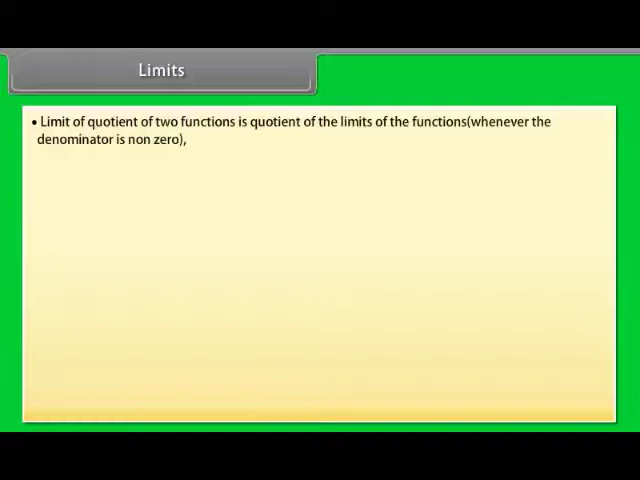 Limits
• Limit of quotient of two functions is quotient of the limits of the functions(whenever the
denominator is non zero),